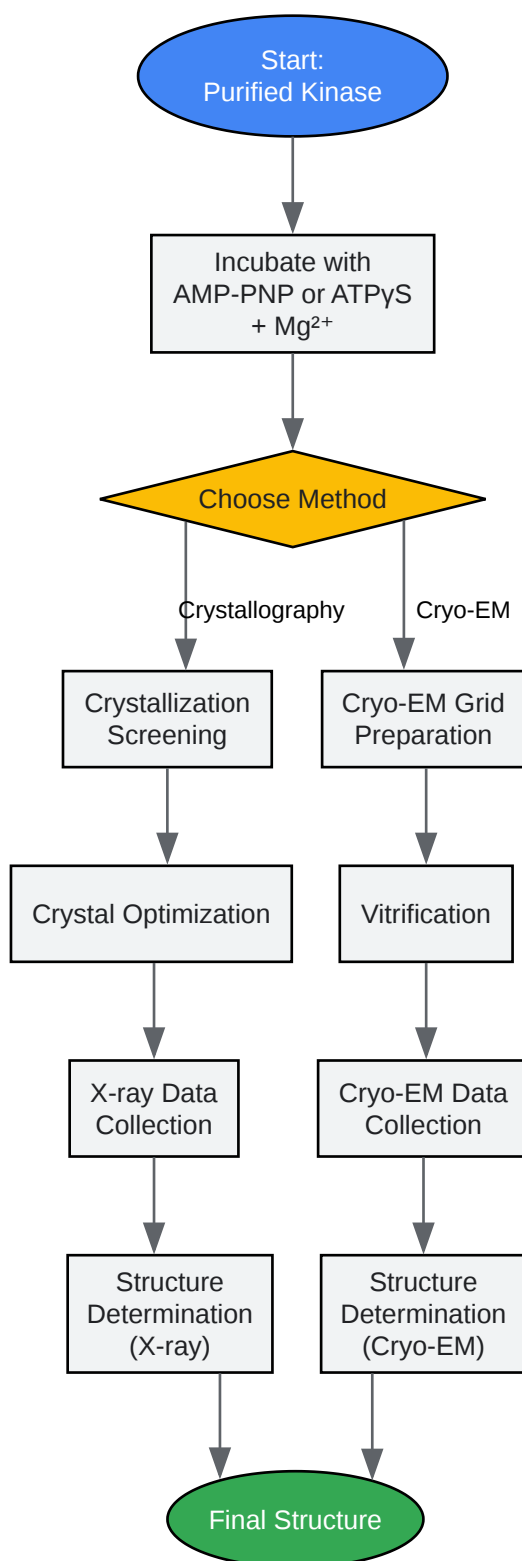 Start:
Purified Kinase
Incubate with
AMP-PNP or ATPγS
+ Mg²⁺
Choose Method
Crystallography
Cryo-EM
Crystallization
Screening
Cryo-EM Grid
Preparation
Crystal Optimization
Vitrification
X-ray Data
Collection
Cryo-EM Data
Collection
Structure
Determination
(X-ray)
Structure
Determination
(Cryo-EM)
Final Structure